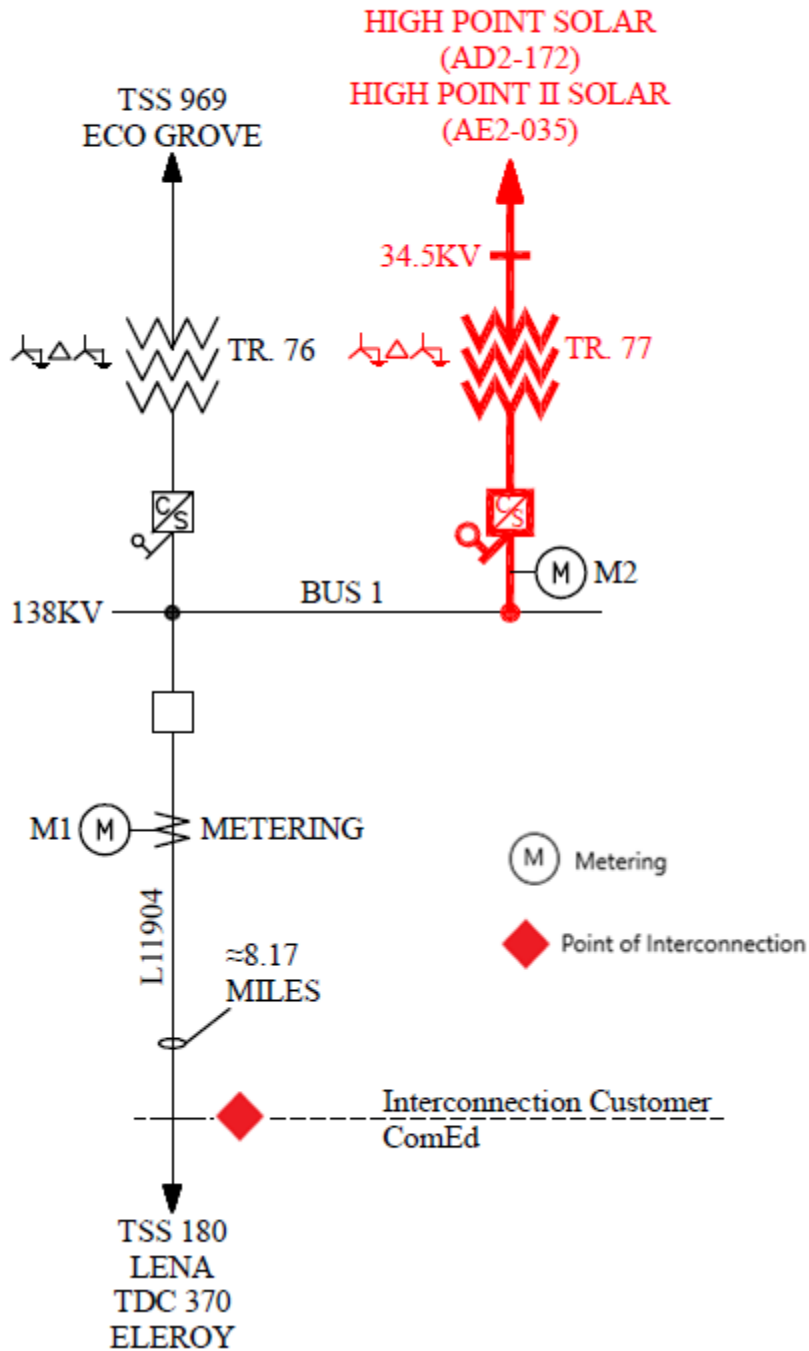 HIGH POINT SOLAR
(AD2-172)
HIGH POINT II SOLAR
(AE2-035)
TSS 969
ECO GROVE
34.5KV
TR. 76
TR. 77
C/S
C/S
M M2
BUS 1
138KV
M1 M METERING
L11904
M Metering
Point of Interconnection
≈8.17
MILES
Interconnection Customer
ComEd
TSS 180
LENA
TDC 370
ELEROY